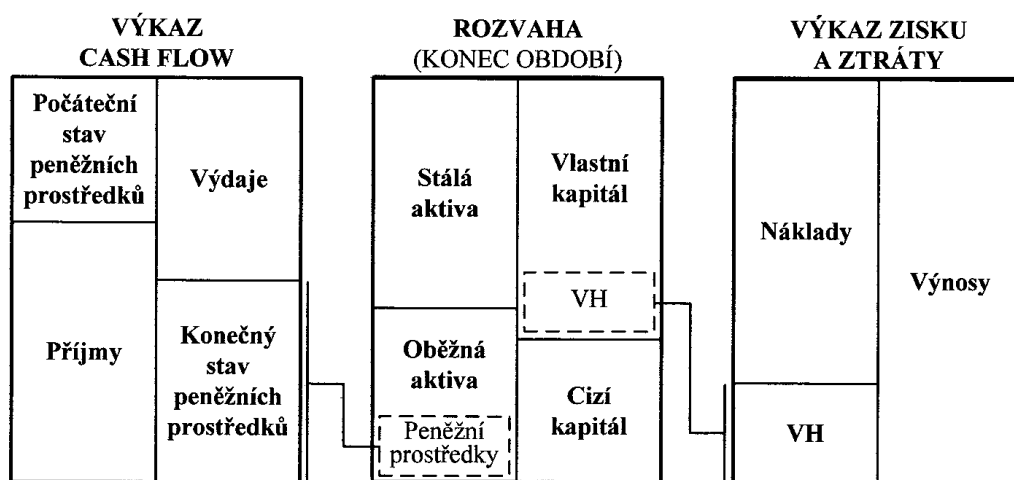 VÝKAZ
CASH FLOW
Počáteční
stav
peněžních
prostředků
Příjmy
Výdaje
Konečný
stav
peněžních
prostředků
ROZVAHA
(KONEC OBDOBÍ)
Stálá
aktiva
Oběžná
aktiva
Peněžní
prostředky
Vlastní
kapitál
VH
Cizí
kapitál
VÝKAZ ZISKU
A ZTRÁTY
Náklady
VH
Výnosy